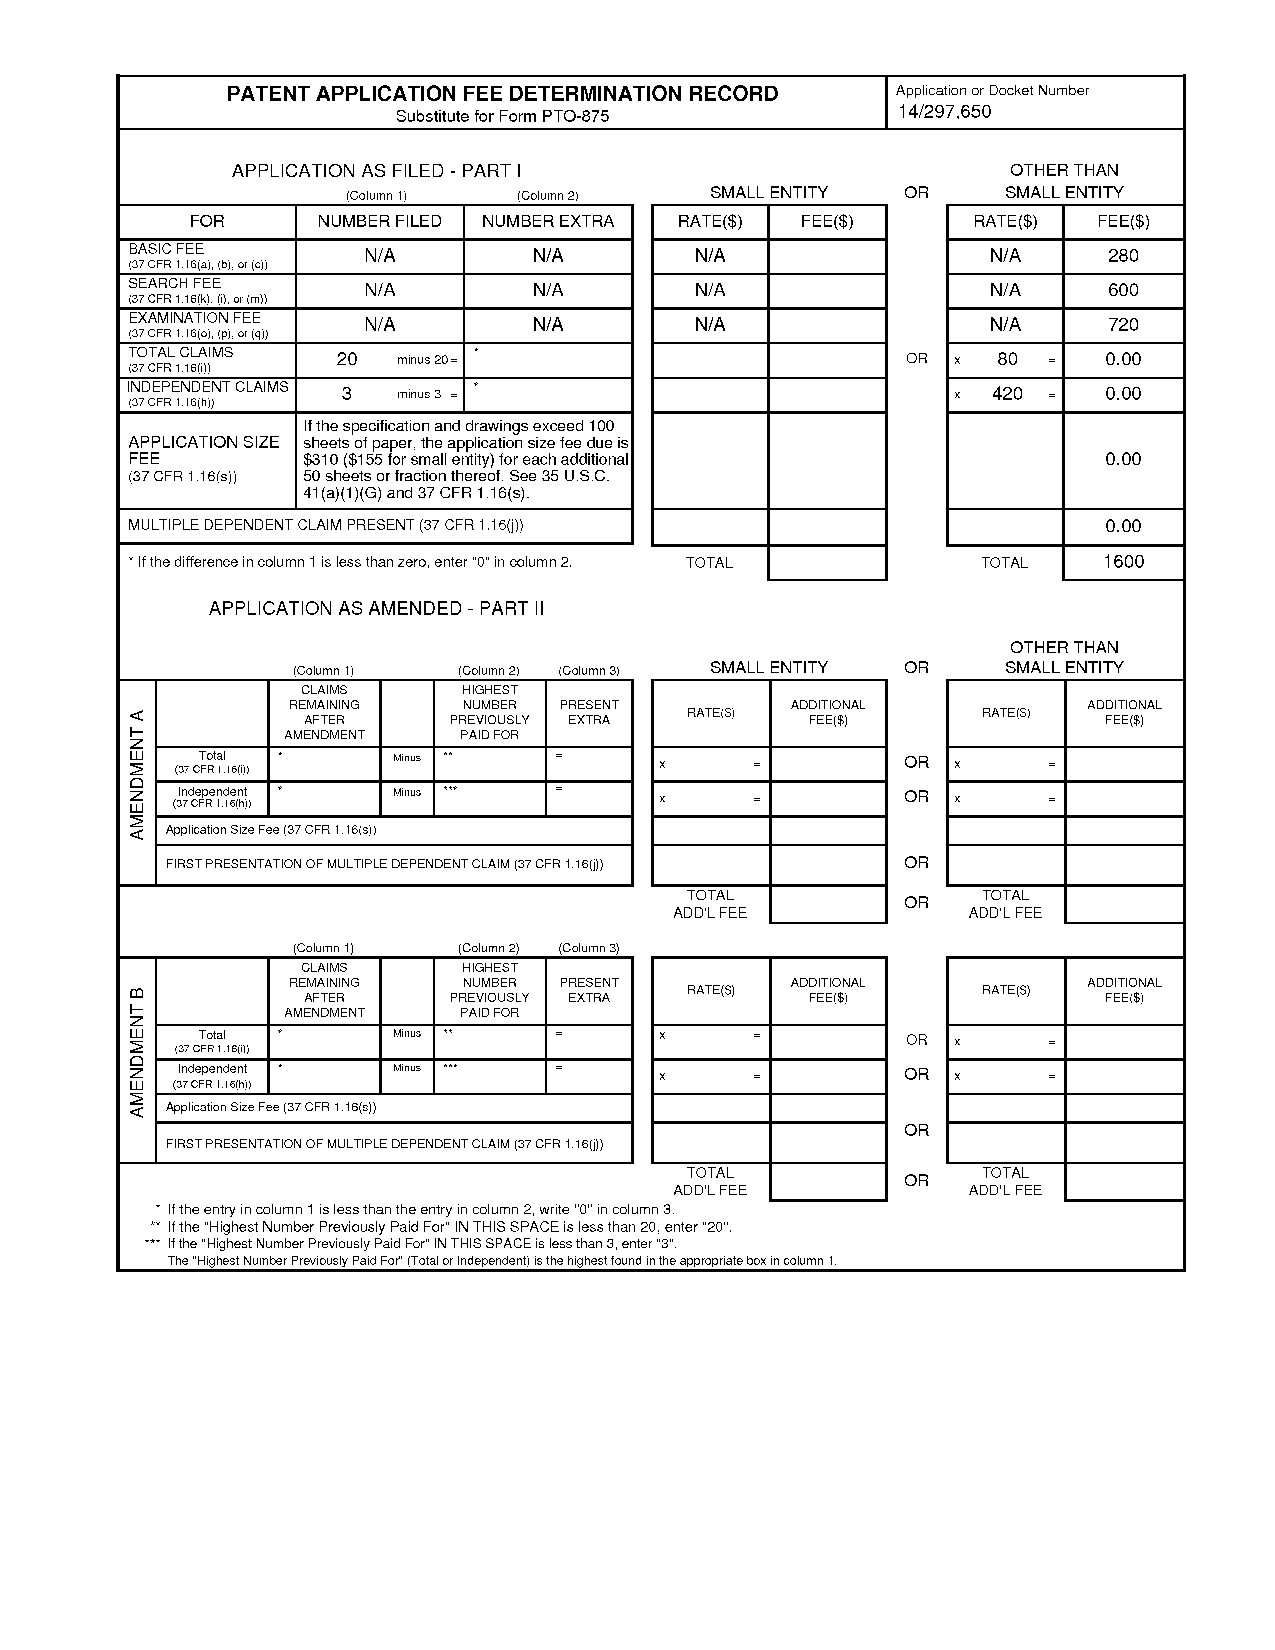 PATENT APPLICATION FEE DETERMINATION RECORD
Substitute for Form PTO-875
Application or Docket Number
14/297,650
APPLICATION AS FILED - PART I
(Column 1) (Column 2)
SMALL ENTITY OR
OTHER THAN
SMALL ENTITY
FOR NUMBER FILED NUMBER EXTRA RATE($) FEE($) RATE($) FEE($)
BASIC FEE
(37 CFR 1.16(a), (b), or (c)) N/A N/A N/A N/A 280
SEARCH FEE
(37 CFR 1.16(k), (i), or (m)) N/A N/A N/A N/A 600
EXAMINATION FEE
(37 CFR 1.16(o), (p), or (q)) N/A N/A N/A N/A 720
TOTAL CLAIMS
(37 CFR 1.16(i)) 20 minus 20 = * OR x 80 = 0.00
INDEPENDENT CLAIMS
(37 CFR 1.16(h)) 3 minus 3 = * x 420 = 0.00
APPLICATION SIZE
FEE
(37 CFR 1.16(s))
If the specification and drawings exceed 100
sheets of paper, the application size fee due is
$310 ($155 for small entity) for each additional
50 sheets or fraction thereof. See 35 U.S.C.
41(a)(1)(G) and 37 CFR 1.16(s).
0.00
MULTIPLE DEPENDENT CLAIM PRESENT (37 CFR 1.16(j)) 0.00
* If the difference in column 1 is less than zero, enter "0" in column 2. TOTAL TOTAL 1600
APPLICATION AS AMENDED - PART II
(Column 1) (Column 2) (Column 3)
SMALL ENTITY OR
OTHER THAN
SMALL ENTITY
AMENDMENT A
CLAIMS
REMAINING
AFTER
AMENDMENT
HIGHEST
NUMBER
PREVIOUSLY
PAID FOR
PRESENT
EXTRA
RATE($)
ADDITIONAL
FEE($)
RATE($)
ADDITIONAL
FEE($)
Total
(37 CFR 1.16(i)) * Minus ** = x = OR x =
Independent
(37 CFR 1.16(h)) * Minus *** = x = OR x =
Application Size Fee (37 CFR 1.16(s))
FIRST PRESENTATION OF MULTIPLE DEPENDENT CLAIM (37 CFR 1.16(j)) OR
TOTAL
ADD'L FEE
OR
TOTAL
ADD'L FEE
(Column 1) (Column 2) (Column 3)
AMENDMENT B
CLAIMS
REMAINING
AFTER
AMENDMENT
HIGHEST
NUMBER
PREVIOUSLY
PAID FOR
PRESENT
EXTRA
RATE($)
ADDITIONAL
FEE($)
RATE($)
ADDITIONAL
FEE($)
Total
(37 CFR 1.16(i)) * Minus ** = x = OR x =
Independent
(37 CFR 1.16(h)) * Minus *** = x = OR x =
Application Size Fee (37 CFR 1.16(s))
FIRST PRESENTATION OF MULTIPLE DEPENDENT CLAIM (37 CFR 1.16(j)) OR
TOTAL
ADD'L FEE
OR
TOTAL
ADD'L FEE
* If the entry in column 1 is less than the entry in column 2, write "0" in column 3.
** If the "Highest Number Previously Paid For" IN THIS SPACE is less than 20, enter "20".
*** If the "Highest Number Previously Paid For" IN THIS SPACE is less than 3, enter "3".
The "Highest Number Previously Paid For" (Total or Independent) is the highest found in the appropriate box in column 1.